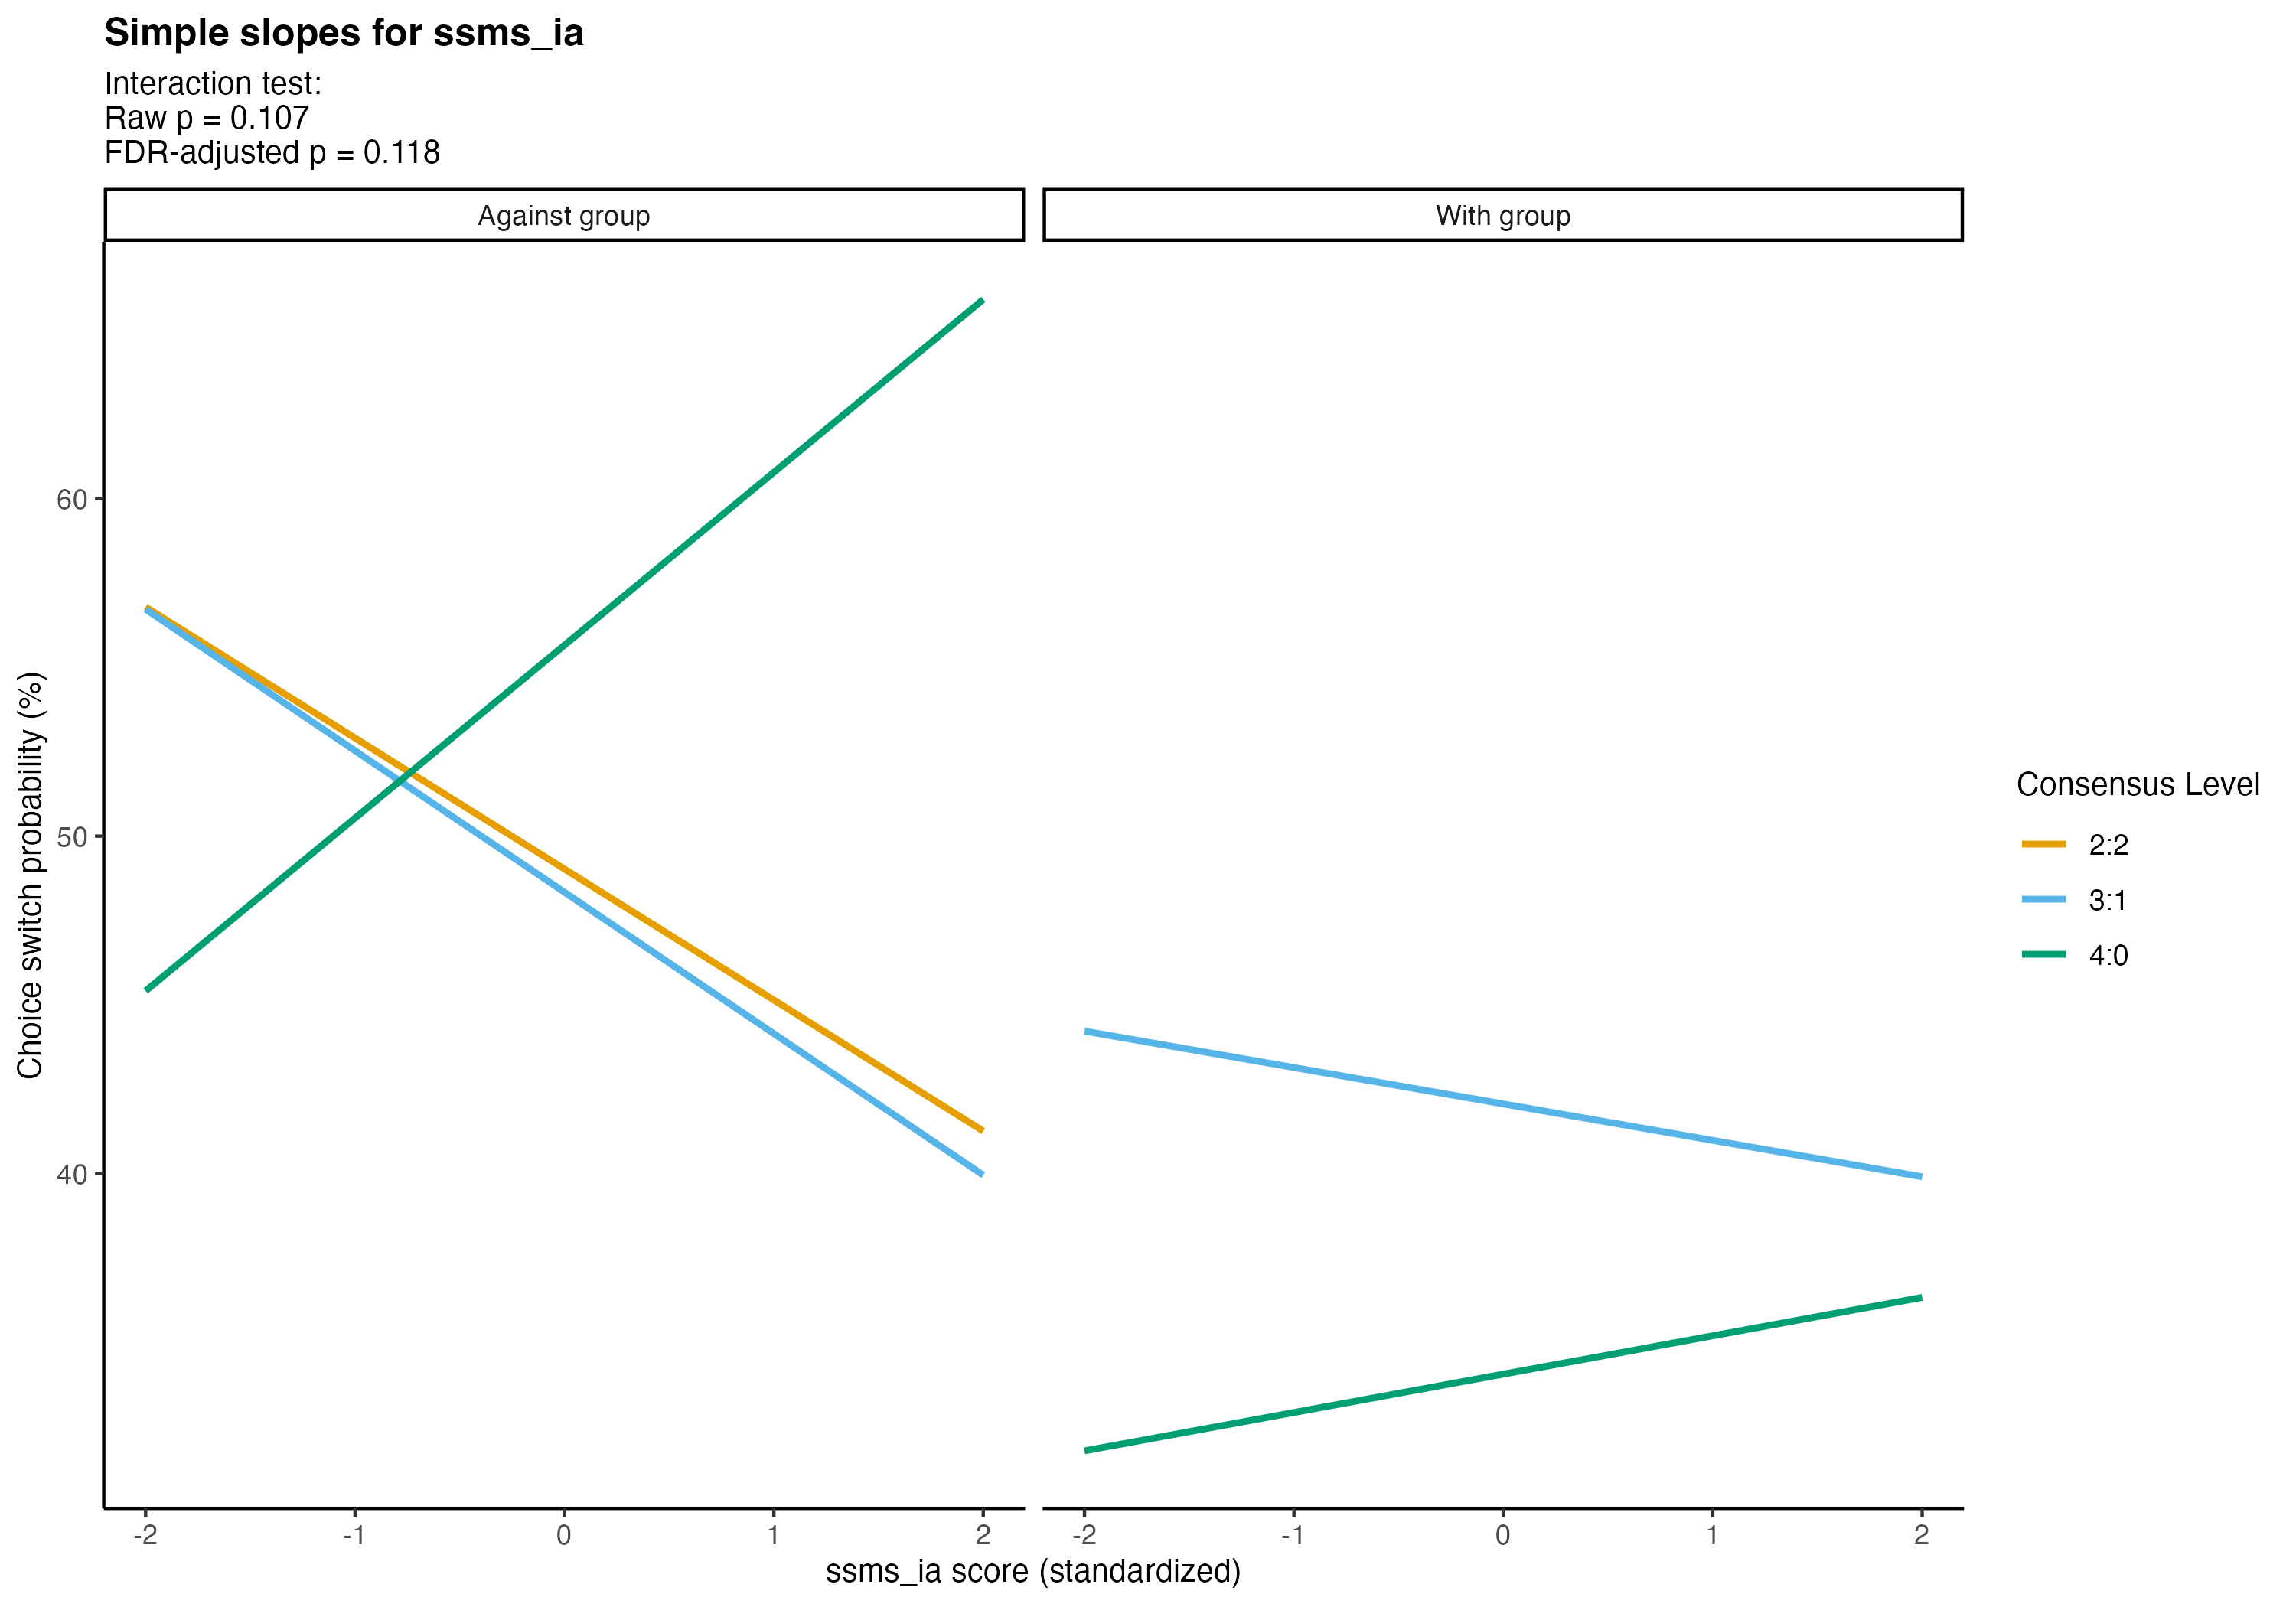 Simple slopes for ssms_ia
Interaction test:
Raw p = 0.107
FDR-adjusted p = 0.118
Against group
With group
Choice switch probability (%)
60
50
40
-2
-1
0
1
2
-2
-1
0
1
2
ssms_ia score (standardized)
Consensus Level
2:2
3:1
4:0